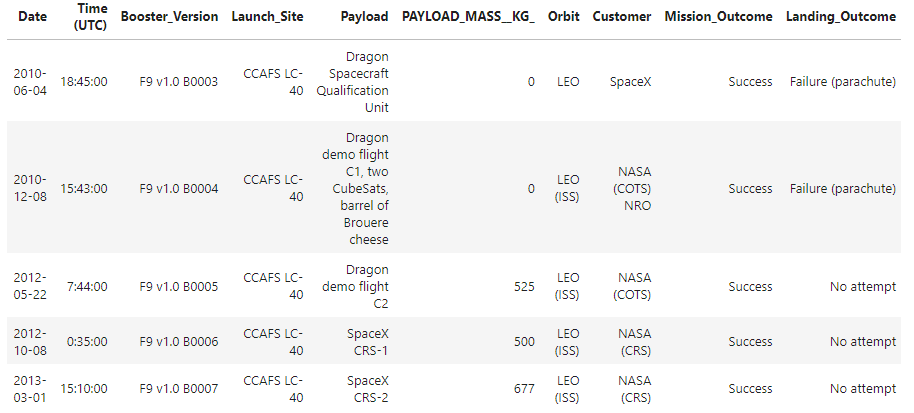 Date Time (UTC) Booster_Version Launch_Site Payload PAYLOAD_MASS__KG_ Orbit Customer Mission_Outcome Landing_Outcome
2010-06-04 18:45:00 F9 v1.0 B0003 CCAFS LC-40 Dragon Spacecraft Qualification Unit 0 LEO SpaceX Success Failure (parachute)
2010-12-08 15:43:00 F9 v1.0 B0004 CCAFS LC-40 Dragon demo flight C1, two CubeSats, barrel of Brouere cheese 0 LEO (ISS) NASA (COTS) NRO Success Failure (parachute)
2012-05-22 7:44:00 F9 v1.0 B0005 CCAFS LC-40 Dragon demo flight C2 525 LEO (ISS) NASA (COTS) Success No attempt
2012-10-08 0:35:00 F9 v1.0 B0006 CCAFS LC-40 SpaceX CRS-1 500 LEO (ISS) NASA (CRS) Success No attempt
2013-03-01 15:10:00 F9 v1.0 B0007 CCAFS LC-40 SpaceX CRS-2 677 LEO (ISS) NASA (CRS) Success No attempt